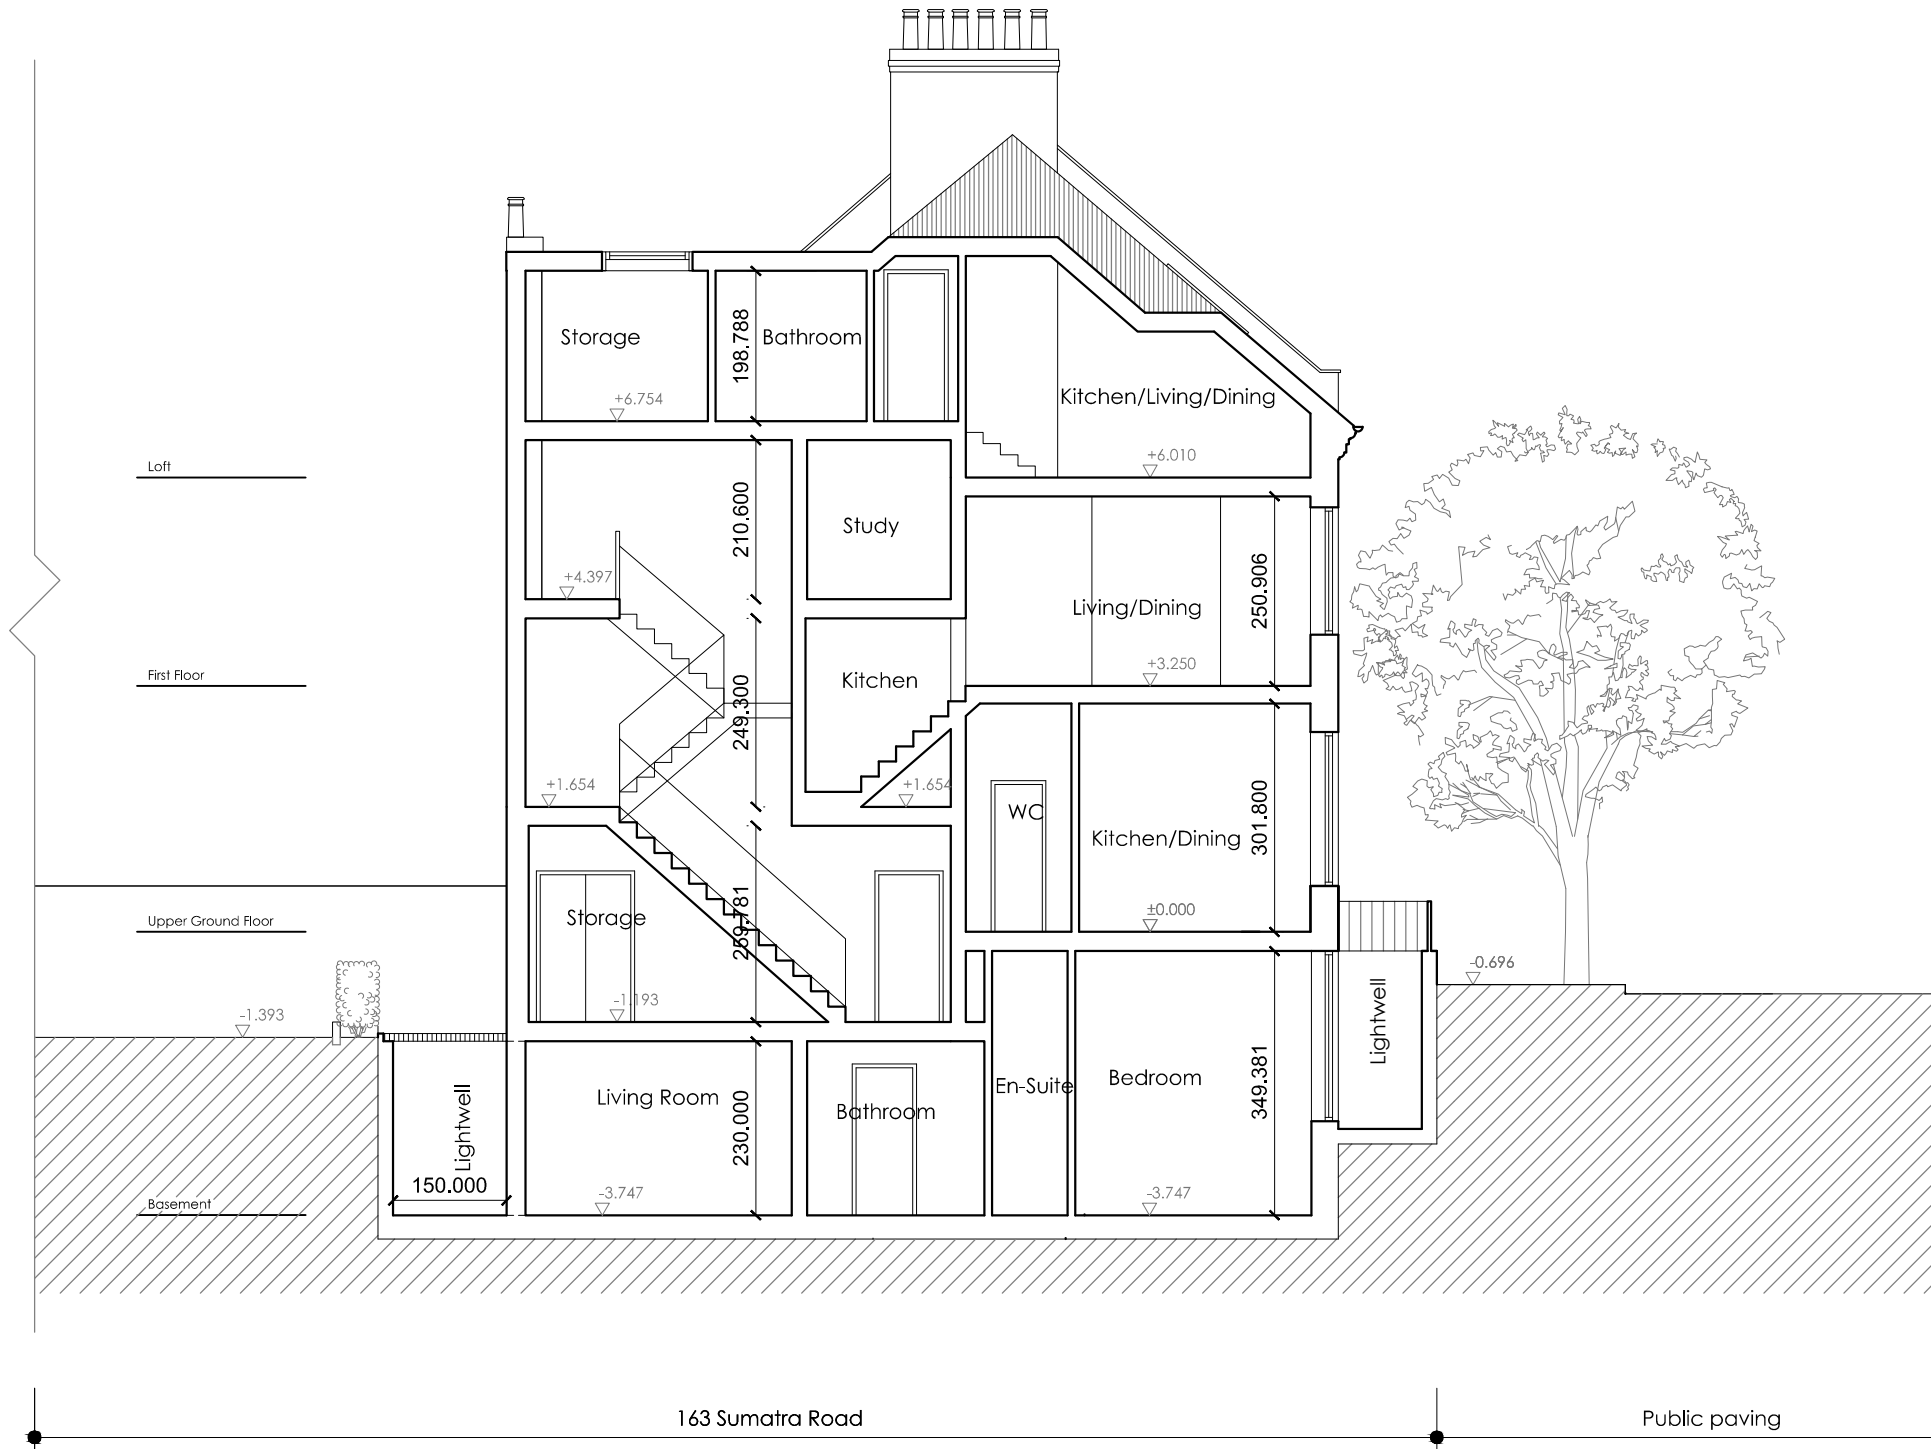 Storage
198.788
Bathroom
+6.754
Kitchen/Living/Dining
+6.010
Loft
210.600
Study
+4.397
Living/Dining
250.906
+3.250
First Floor
249.300
Kitchen
+1.654
+1.654
WC
Kitchen/Dining
301.800
±0.000
Upper Ground Floor
Storage
259.781
-1.193
-0.696
-1.393
Lightwell
Living Room
230.000
Bathroom
En-Suite
Bedroom
349.381
Lightwell
150.000
-3.747
-3.747
Basement
163 Sumatra Road
Public paving